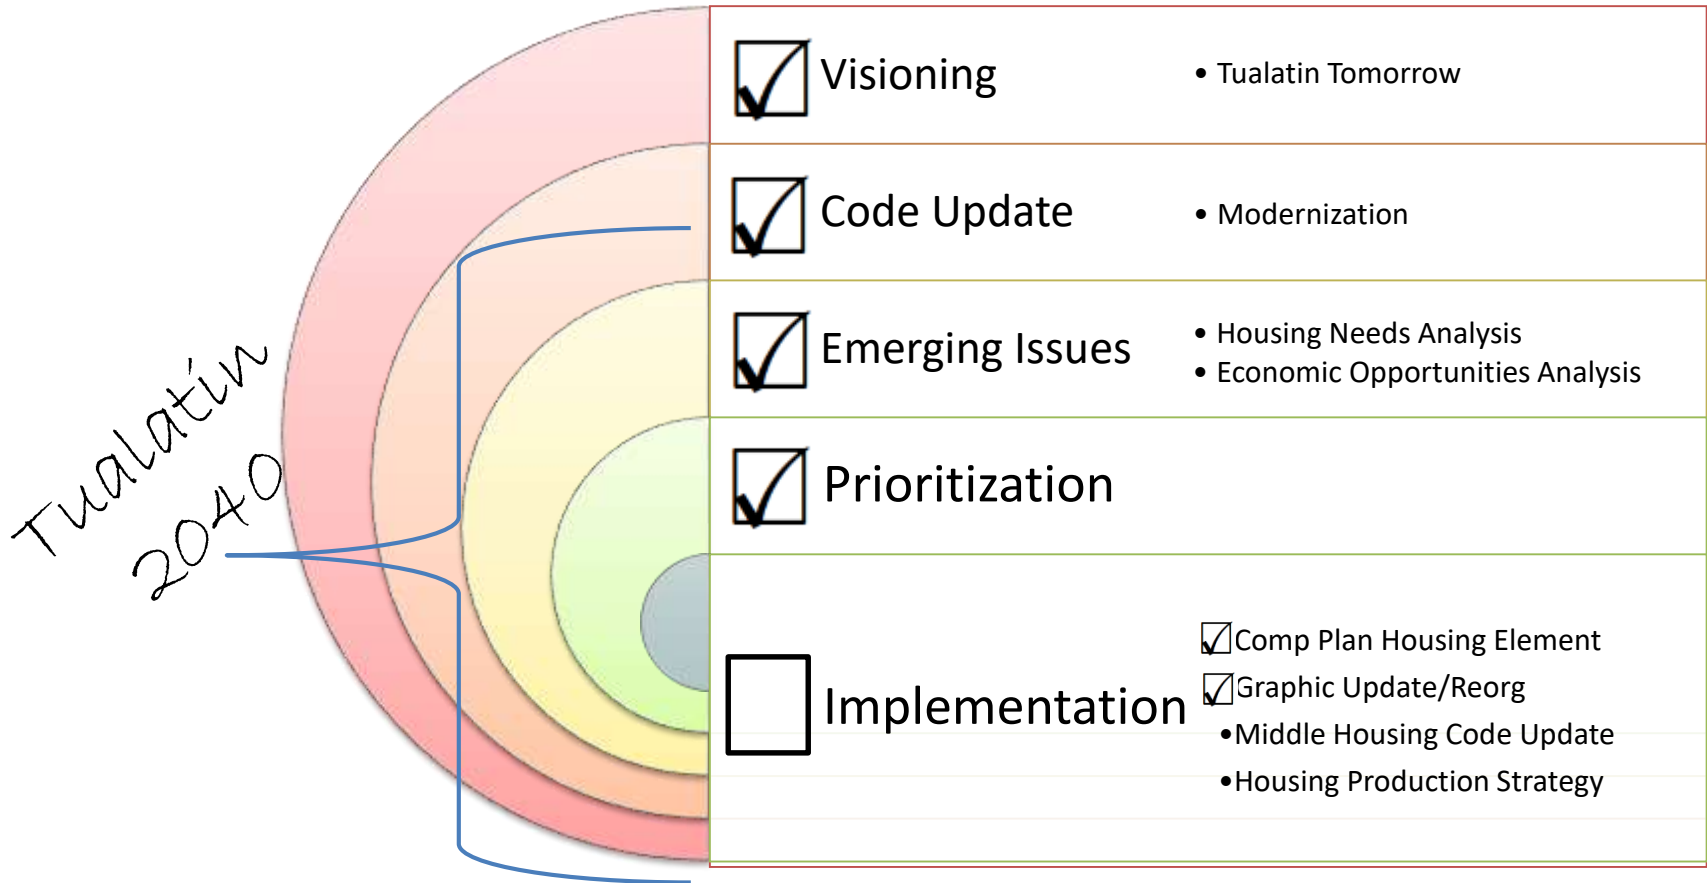 Tualatin
2040
Visioning
• Tualatin Tomorrow
Code Update
• Modernization
Emerging Issues
• Housing Needs Analysis
• Economic Opportunities Analysis
Prioritization
Implementation
Comp Plan Housing Element
Graphic Update/Reorg
•Middle Housing Code Update
•Housing Production Strategy